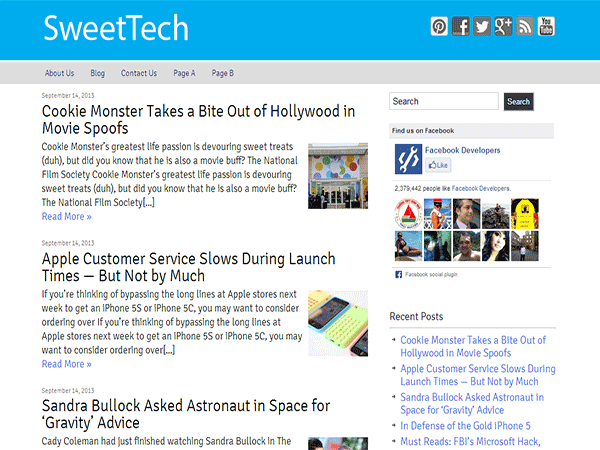 SweetTech
You Tube
About Us Blog Contact Us Page A Page B
September 14, 2013
Cookie Monster Takes a Bite Out of Hollywood in
Movie Spoofs
Cookie Monster's greatest life passion is devouring sweet treats
(duh), but did you know that he is also a movie buff? The National
Film Society Cookie Monster's greatest life passion is devouring
sweet treats (duh), but did you know that he is also a movie buff?
The National Film Society[...]
Read More »
September 14, 2013
Apple Customer Service Slows During Launch
Times — But Not by Much
If you're thinking of bypassing the long lines at Apple stores next
week to get an iPhone 5S or iPhone 5C, you may want to consider
ordering over If you're thinking of bypassing the long lines at
Apple stores next week to get an iPhone 5S or iPhone 5C, you
may want to consider ordering over[...]
Read More »
September 14, 2013
Sandra Bullock Asked Astronaut in Space for
'Gravity' Advice
Cady Coleman had just finished watching Sandra Bullock in The
Search Search
Find us on Facebook
Facebook Developers
Like
2,379,442 people like Facebook Developers.
Facebook social plugin
Recent Posts
Cookie Monster Takes a Bite Out of
Hollywood in Movie Spoofs
Apple Customer Service Slows During
Launch Times — But Not by Much
Sandra Bullock Asked Astronaut in
Space for 'Gravity' Advice
In Defense of the Gold iPhone 5
Must Reads: FBI's Microsoft Hack,